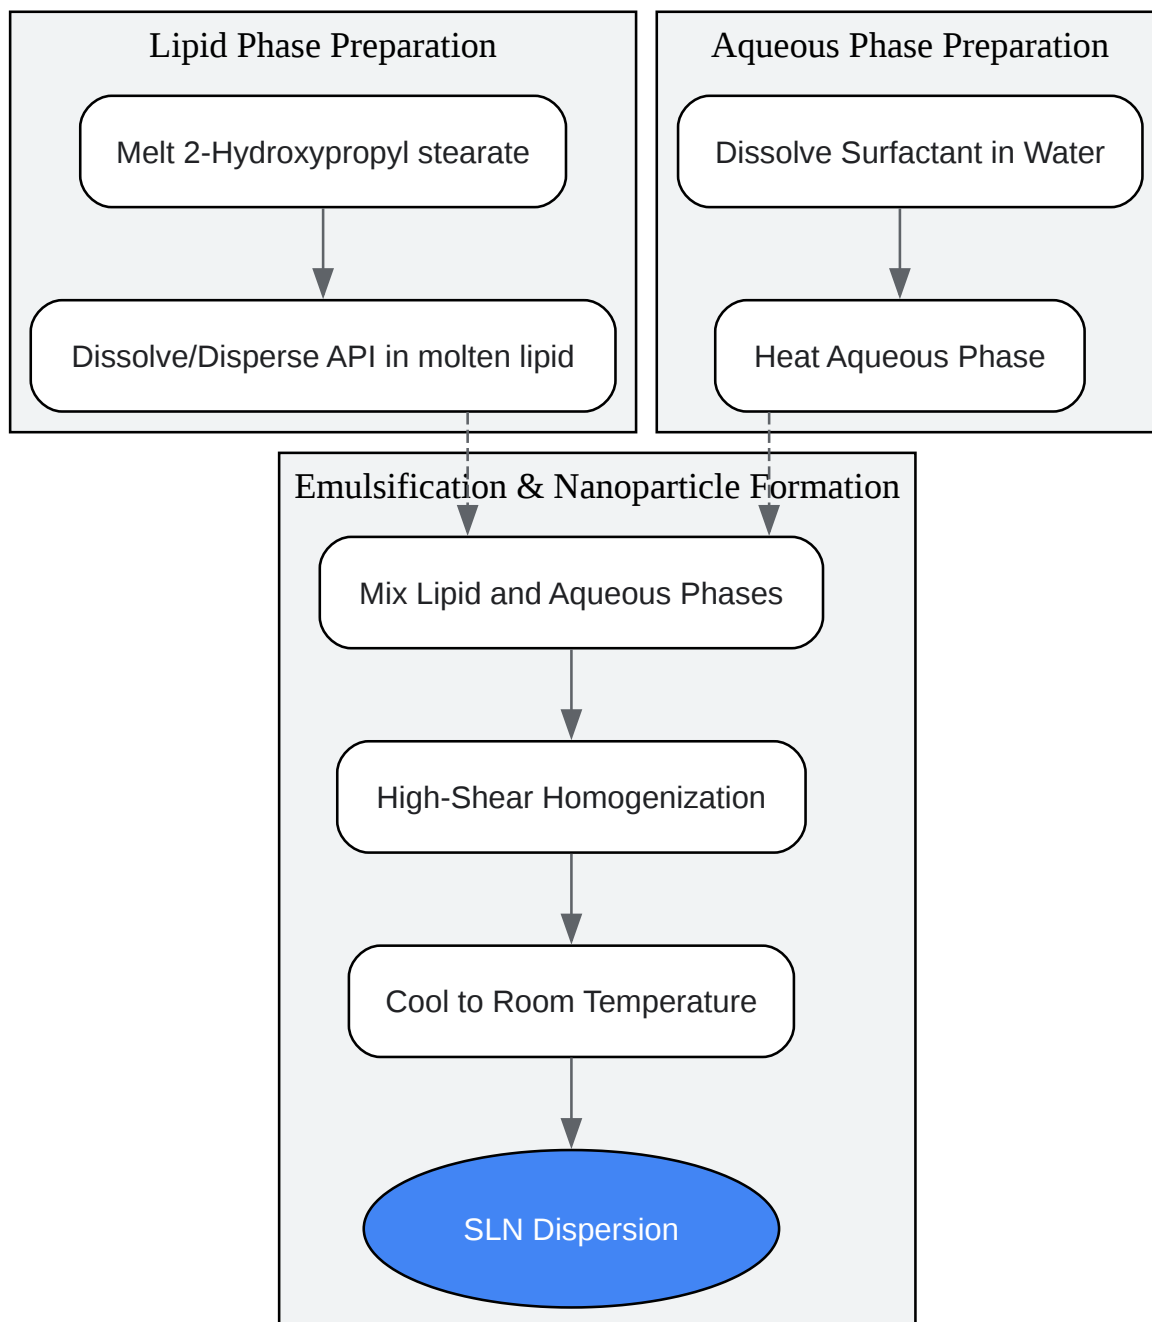 Lipid Phase Preparation
Melt 2-Hydroxypropyl stearate
Dissolve/Disperse API in molten lipid
Aqueous Phase Preparation
Dissolve Surfactant in Water
Heat Aqueous Phase
Emulsification & Nanoparticle Formation
Mix Lipid and Aqueous Phases
High-Shear Homogenization
Cool to Room Temperature
SLN Dispersion